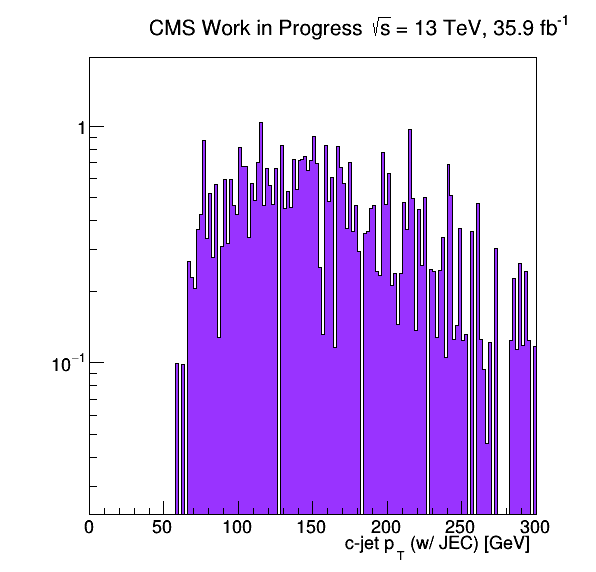 CMS Work in Progress √s = 13 TeV, 35.9 fb⁻¹
1
10⁻¹
0 50 100 150 200 250 300
c-jet p_T (w/ JEC) [GeV]